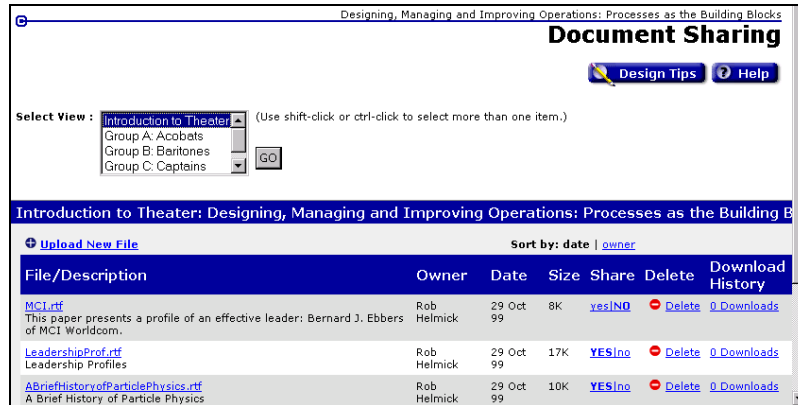 Designing, Managing and Improving Operations: Processes as the Building Blocks
Document Sharing
Design Tips
Help
Select View :
Introduction to Theater
(Use shift-click or ctrl-click to select more than one item.)
Group A: Acobats
Group B: Baritones
Group C: Captains
GO
Introduction to Theater: Designing, Managing and Improving Operations: Processes as the Building B
Upload New File
Sort by: date | owner
File/Description Owner Date Size Share Delete Download History
MCI.rtf
This paper presents a profile of an effective leader: Bernard J. Ebbers
of MCI Worldcom.
Rob Helmick
29 Oct 99
8K
yes|NO
Delete
0 Downloads
LeadershipProf.rtf
Leadership Profiles
Rob Helmick
29 Oct 99
17K
YES|no
Delete
0 Downloads
ABriefHistoryofParticlePhysics.rtf
A Brief History of Particle Physics
Rob Helmick
29 Oct 99
10K
YES|no
Delete
0 Downloads